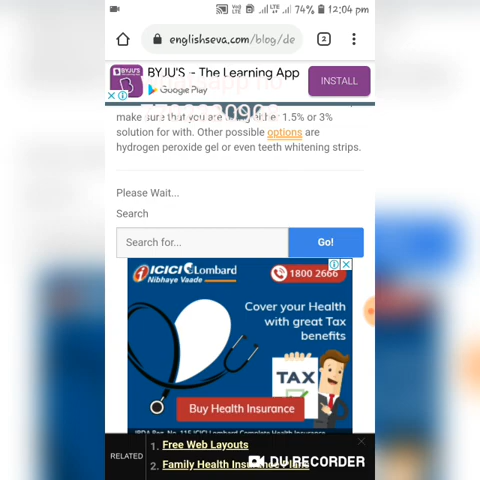 74% 12:04 pm
englishseva.com/blog/de
2
BYJU'S
BYJU'S - The Learning App
Google Play
INSTALL
make sure that you are using either 1.5% or 3%
solution for with. Other possible options are
hydrogen peroxide gel or even teeth whitening strips.
Please Wait...
Search
Search for...
Go!
ICICI Lombard
Nibhaye Vaade
1800 2666
Cover your Health
with great Tax
benefits
TAX
Buy Health Insurance
RELATED
1. Free Web Layouts
2. Family Health Insurance Plans
DU RECORDER